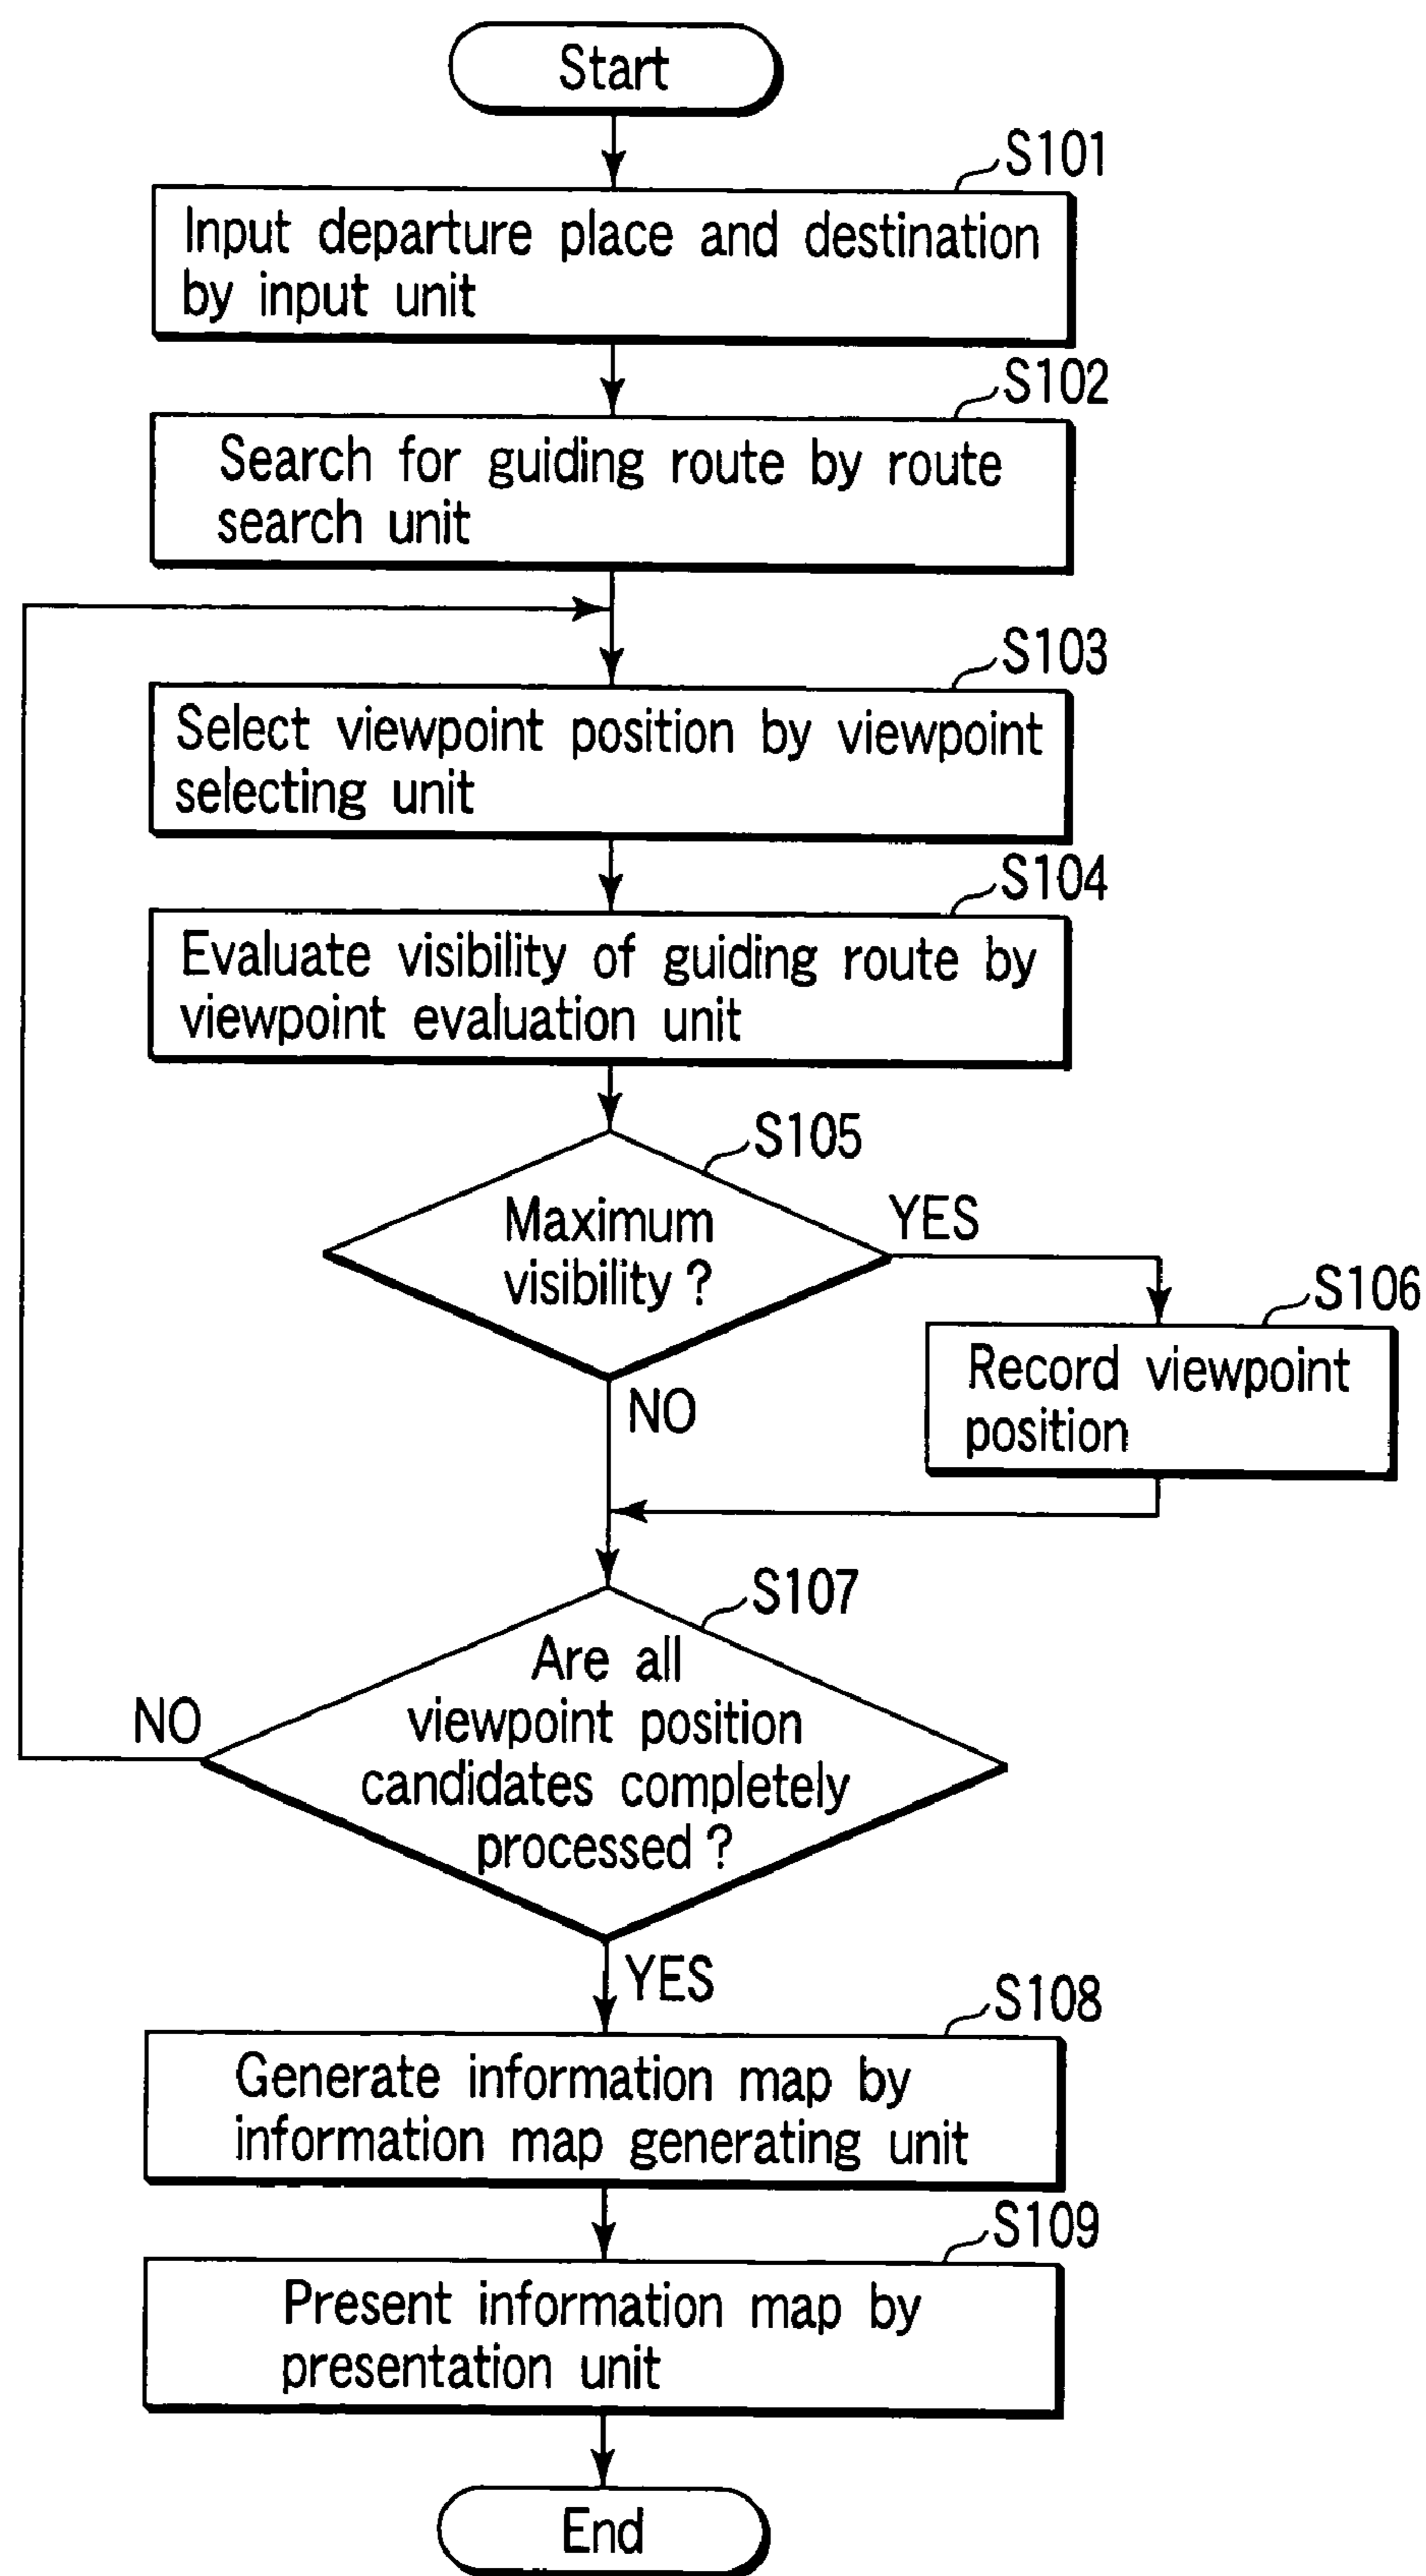 Start
S101
Input departure place and destination
by input unit
S102
Search for guiding route by route
search unit
S103
Select viewpoint position by viewpoint
selecting unit
S104
Evaluate visibility of guiding route by
viewpoint evaluation unit
S105
Maximum
visibility ?
YES
S106
Record viewpoint
position
NO
S107
Are all
viewpoint position
candidates completely
processed ?
NO
YES
S108
Generate information map by
information map generating unit
S109
Present information map by
presentation unit
End